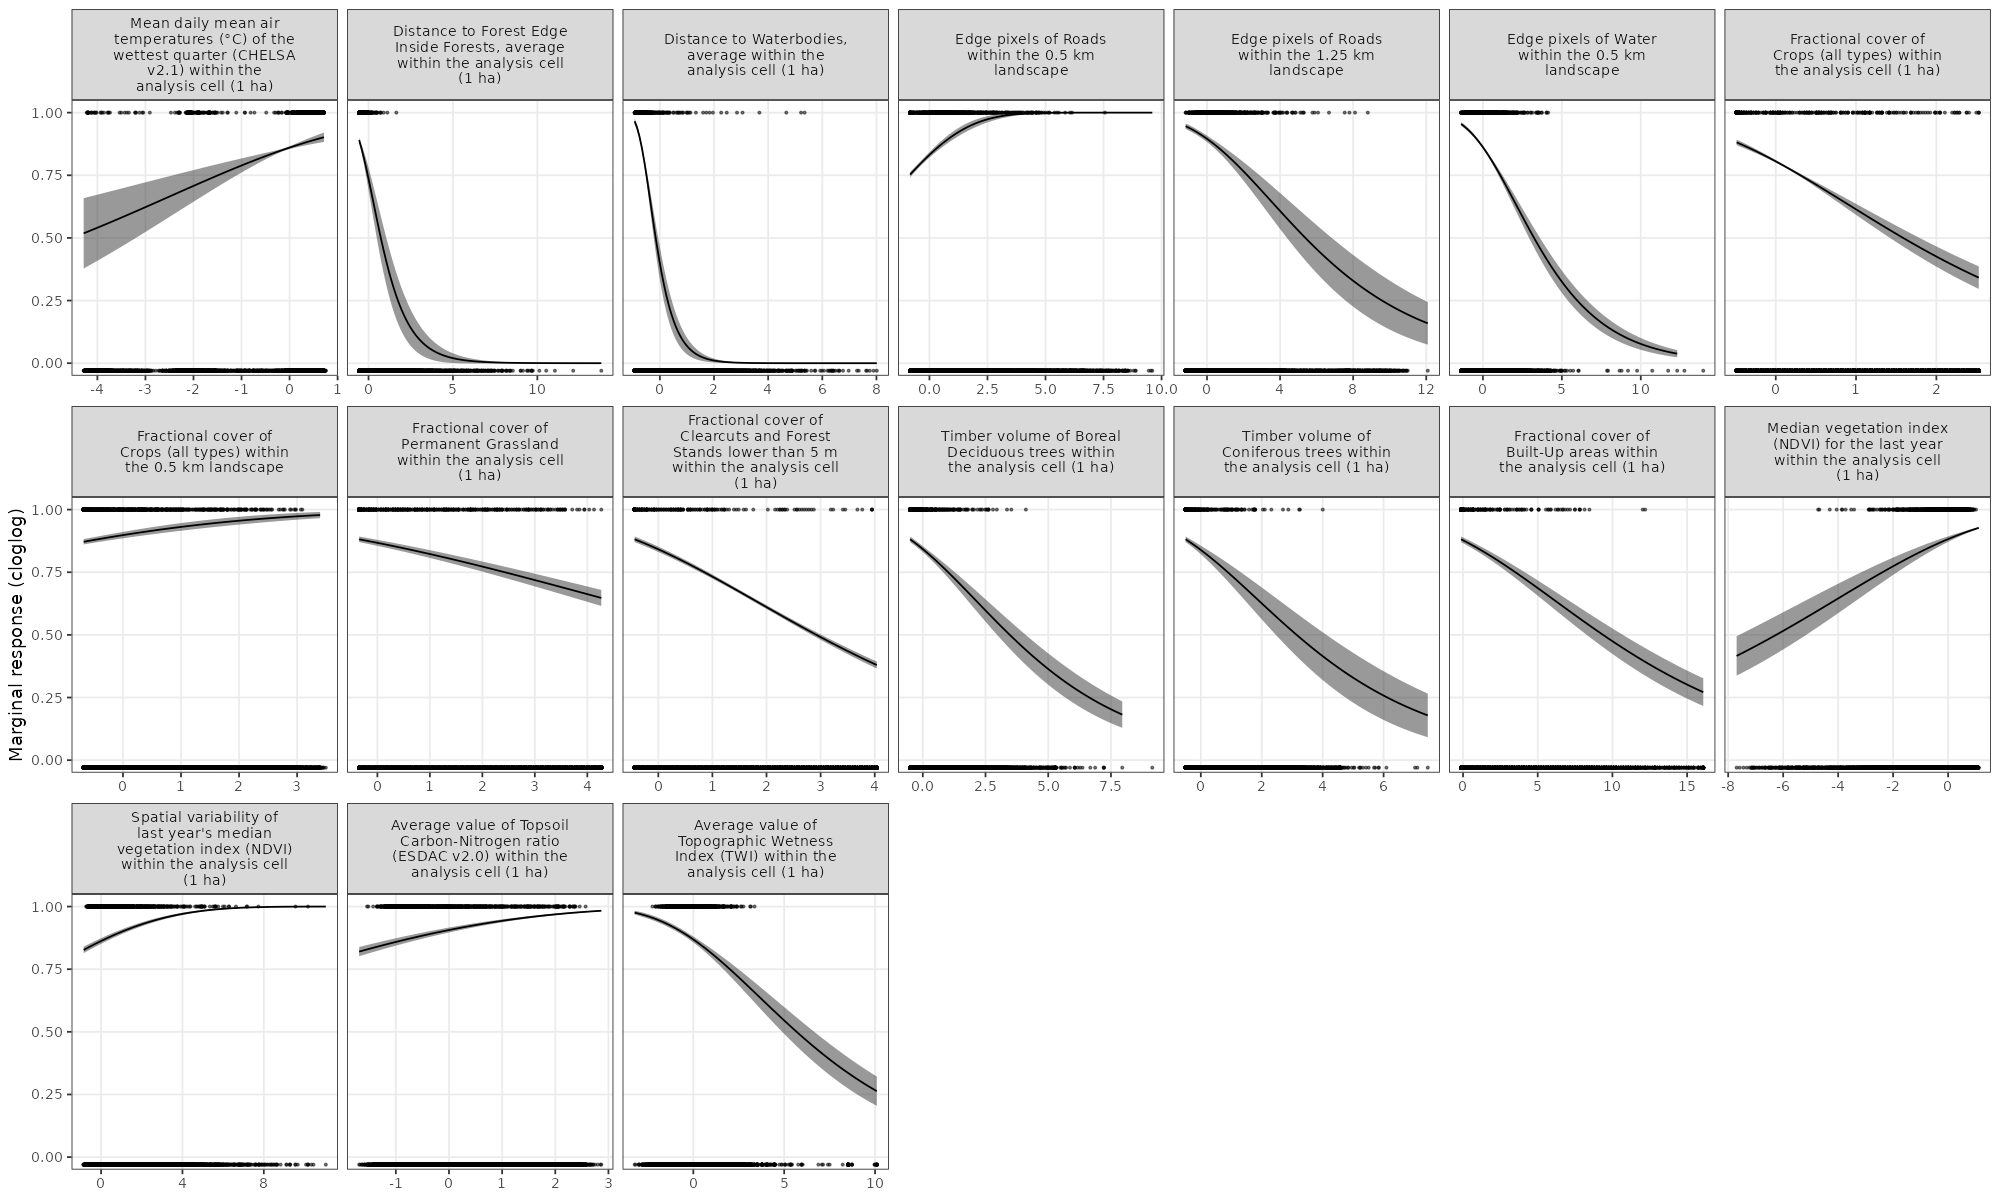 Mean daily mean air
temperatures (°C) of the
wettest quarter (CHELSA
v2.1) within the
analysis cell (1 ha)
Distance to Forest Edge
Inside Forests, average
within the analysis cell
(1 ha)
Distance to Waterbodies,
average within the
analysis cell (1 ha)
Edge pixels of Roads
within the 0.5 km
landscape
Edge pixels of Roads
within the 1.25 km
landscape
Edge pixels of Water
within the 0.5 km
landscape
Fractional cover of
Crops (all types) within
the analysis cell (1 ha)
1.00
0.75
0.50
0.25
0.00
-4 -3 -2 -1 0 1
0 5 10
0 2 4 6 8
0.0 2.5 5.0 7.5 10.0
0 4 8 12
0 5 10
0 1 2
Fractional cover of
Crops (all types) within
the 0.5 km landscape
Fractional cover of
Permanent Grassland
within the analysis cell
(1 ha)
Fractional cover of
Clearcuts and Forest
Stands lower than 5 m
within the analysis cell
(1 ha)
Timber volume of Boreal
Deciduous trees within
the analysis cell (1 ha)
Timber volume of
Coniferous trees within
the analysis cell (1 ha)
Fractional cover of
Built-Up areas within
the analysis cell (1 ha)
Median vegetation index
(NDVI) for the last year
within the analysis cell
(1 ha)
Marginal response (cloglog)
1.00
0.75
0.50
0.25
0.00
0 1 2 3
0 1 2 3 4
0 1 2 3 4
0.0 2.5 5.0 7.5
0 2 4 6
0 5 10 15
-8 -6 -4 -2 0
Spatial variability of
last year's median
vegetation index (NDVI)
within the analysis cell
(1 ha)
Average value of Topsoil
Carbon-Nitrogen ratio
(ESDAC v2.0) within the
analysis cell (1 ha)
Average value of
Topographic Wetness
Index (TWI) within the
analysis cell (1 ha)
1.00
0.75
0.50
0.25
0.00
0 4 8
-1 0 1 2 3
0 5 10